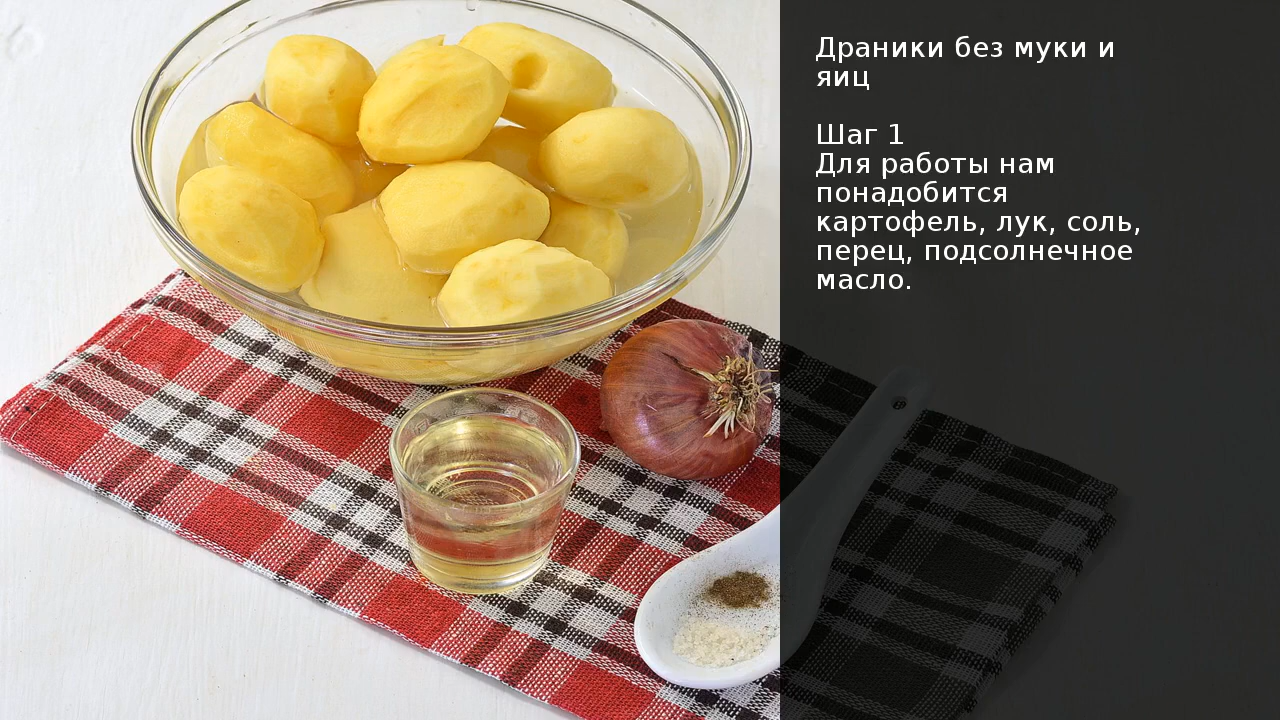 Драники без муки и
яиц
Шаг 1
Для работы нам
понадобится
картофель, лук, соль,
перец, подсолнечное
масло.